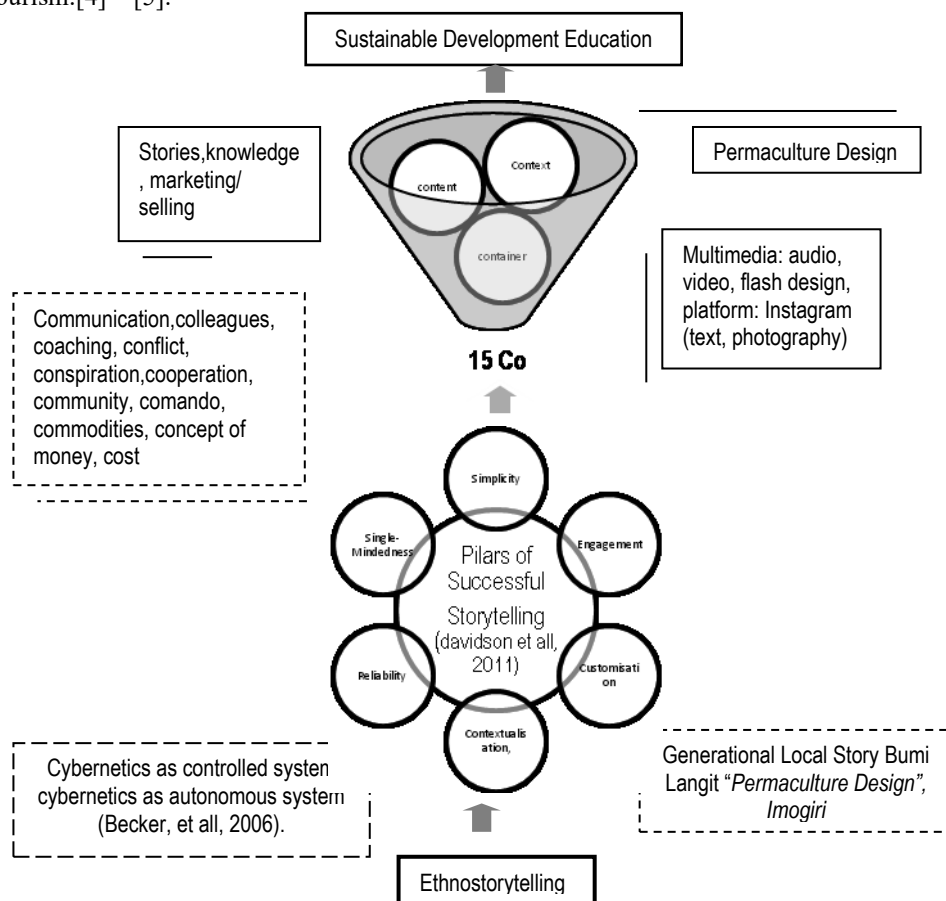 ourism.[4] [5].
Sustainable Development Education
Stories,knowledge
, marketing/
selling
Context
content
container
Permaculture Design
Multimedia: audio,
video, flash design,
platform: Instagram
(text, photography)
Communication,colleagues,
coaching, conflict,
conspiration,cooperation,
community, comando,
commodities, concept of
money, cost
15 Co
Simplicity
Single-
Mindedness
Engagement
Pilars of
Successful
Storytelling
(davidson et all,
2011)
Reliability
Customisati
on
Contextualis
ation,
Cybernetics as controlled system
cybernetics as autonomous system
(Becker, et all, 2006).
Generational Local Story Bumi
Langit “Permaculture Design”,
Imogiri
Ethnostorytelling